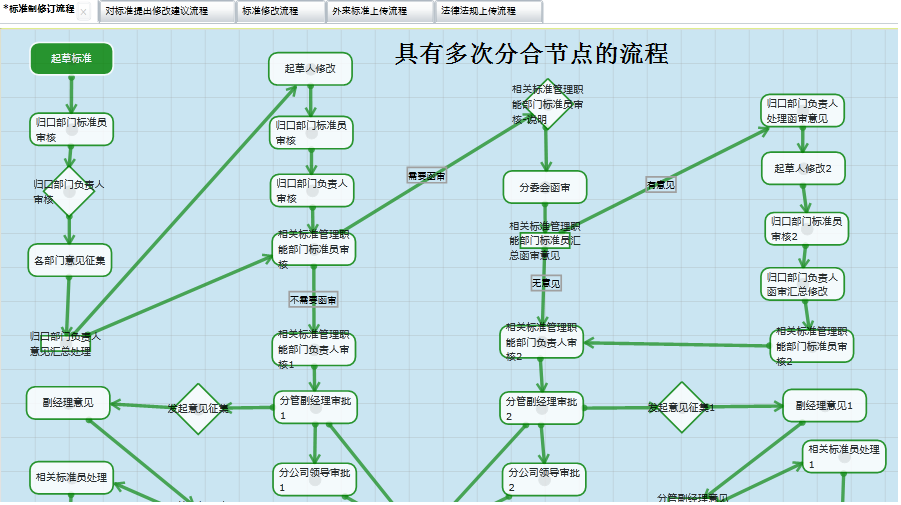 *标准制修订流程
对标准提出修改建议流程
标准修改流程
外来标准上传流程
法律法规上传流程
具有多次分合节点的流程
起草标准
归口部门标准员
审核
归口部门负责人
审核
各部门意见征集
归口部门负责人
意见汇总处理
副经理意见
相关标准员处理
发起意见征集
起草人修改
归口部门标准员
审核
归口部门负责人
审核
相关标准管理职
能部门标准员审
核
不需要函审
相关标准管理职
能部门负责人审
核1
分管副经理审批
1
分公司领导审批
1
需要函审
相关标准管理职
能部门标准员审
核-说明
分委会函审
相关标准管理职
能部门标准员汇
总函审意见
无意见
相关标准管理职
能部门负责人审
核2
分管副经理审批
2
分公司领导审批
2
有意见
归口部门负责人
处理函审意见
起草人修改2
归口部门标准员
审核2
归口部门负责人
函审汇总修改
相关标准管理职
能部门标准员审
核2
发起意见征集1
副经理意见1
相关标准员处理
1
分管副经理意见